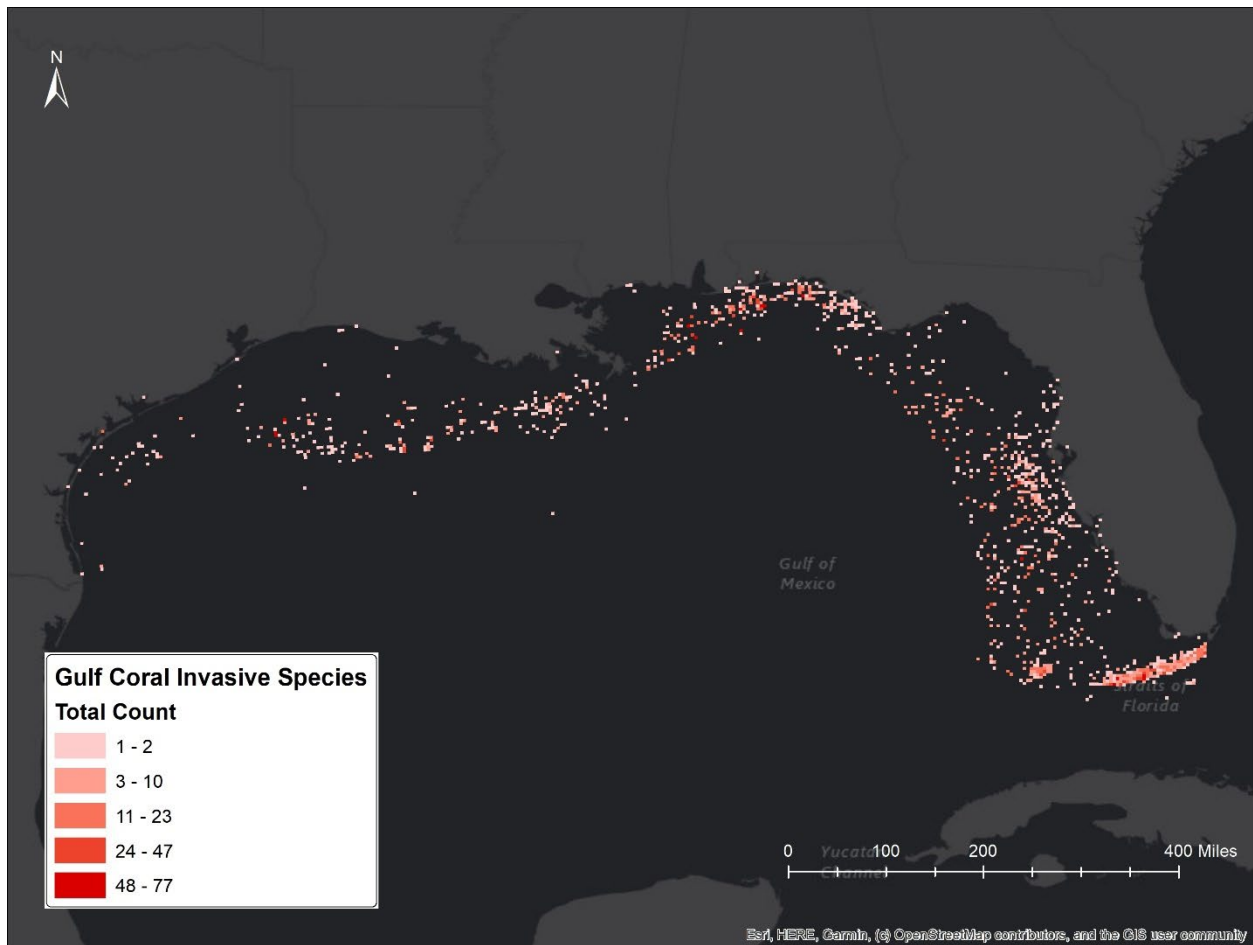 N
Gulf of
Mexico
Gulf Coral Invasive Species
Total Count
1 - 2
3 - 10
11 - 23
24 - 47
48 - 77
Straits of
Florida
0 100 200 400 Miles
Yucatan
Channel
Esri, HERE, Garmin, (c) OpenStreetMap contributors, and the GIS user community